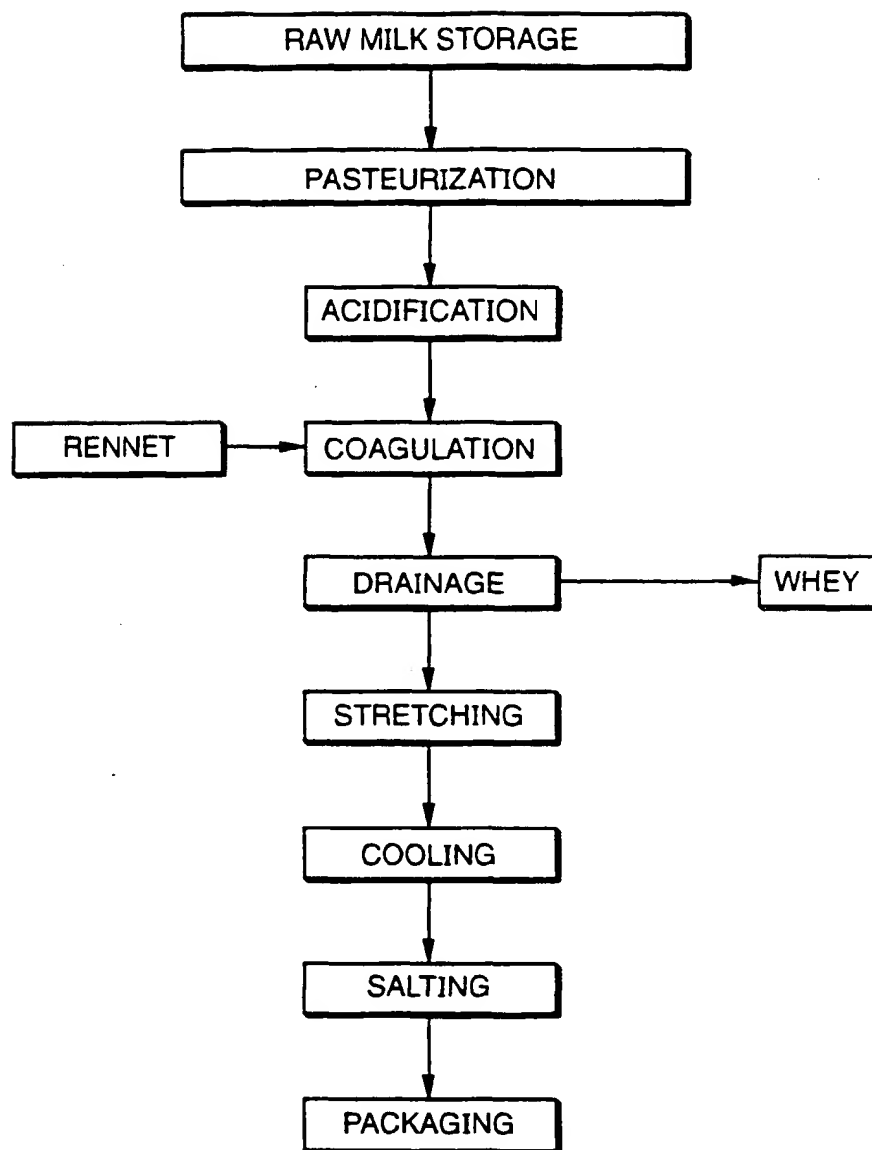 RAW MILK STORAGE
PASTEURIZATION
ACIDIFICATION
RENNET
COAGULATION
DRAINAGE
WHEY
STRETCHING
COOLING
SALTING
PACKAGING